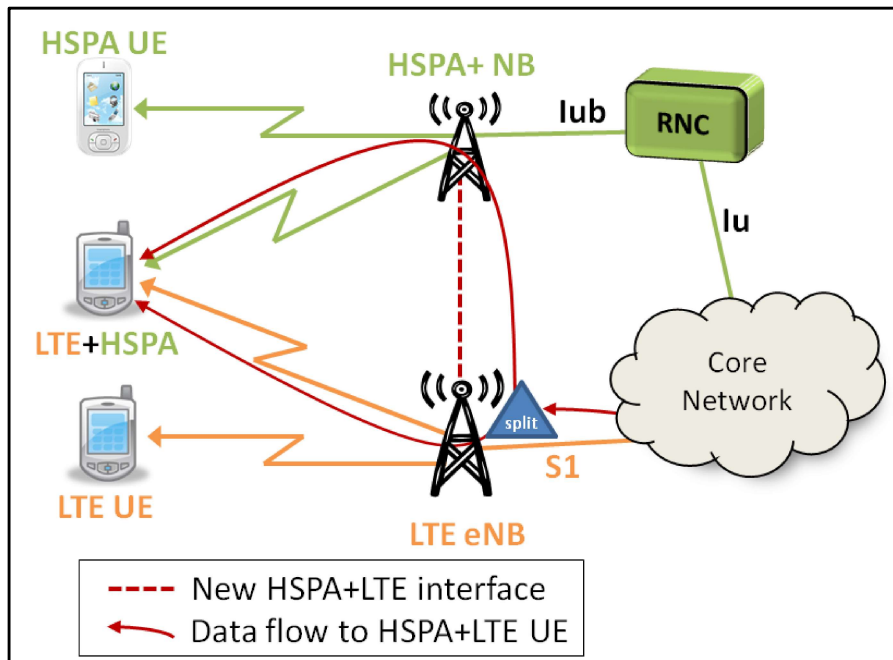 HSPA UE
HSPA+ NB
Iub
RNC
Iu
LTE+HSPA
Core
Network
split
S1
LTE UE
LTE eNB
New HSPA+LTE interface
Data flow to HSPA+LTE UE